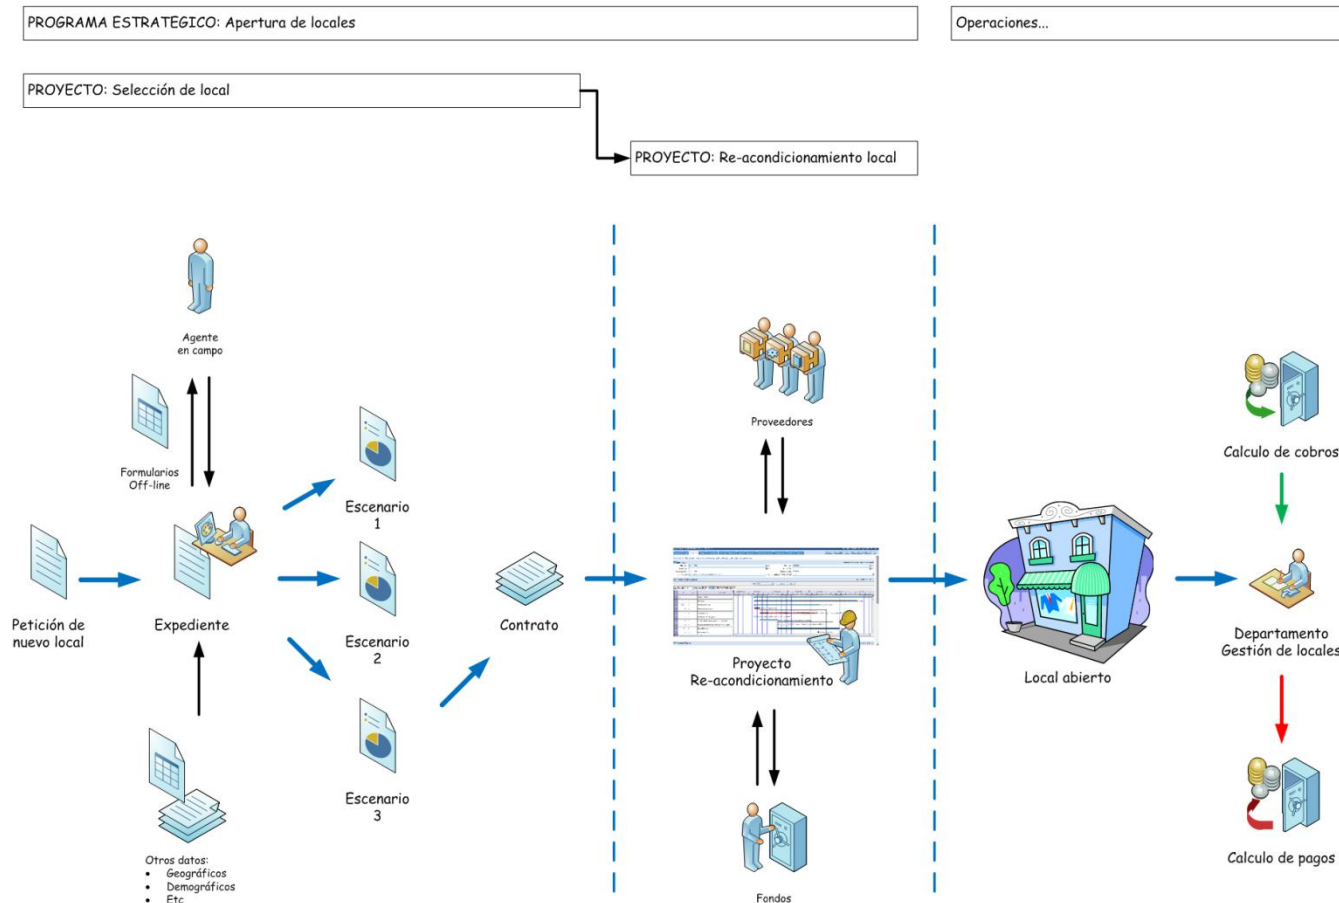 PROGRAMA ESTRATEGICO: Apertura de locales
Operaciones...
PROYECTO: Selección de local
PROYECTO: Re-acondicionamiento local
Agente
en campo
Formularios
Off-line
Petición de
nuevo local
Expediente
Otros datos:
• Geográficos
• Demográficos
• Etc
Escenario
1
Escenario
2
Escenario
3
Contrato
Proveedores
Proyecto
Re-acondicionamiento
Fondos
Local abierto
Calculo de cobros
Departamento
Gestión de locales
Calculo de pagos